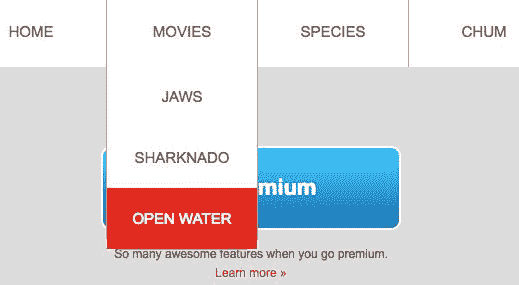 HOME MOVIES SPECIES CHUM
JAWS
SHARKNADO
mium
OPEN WATER
So many awesome features when you go premium.
Learn more »